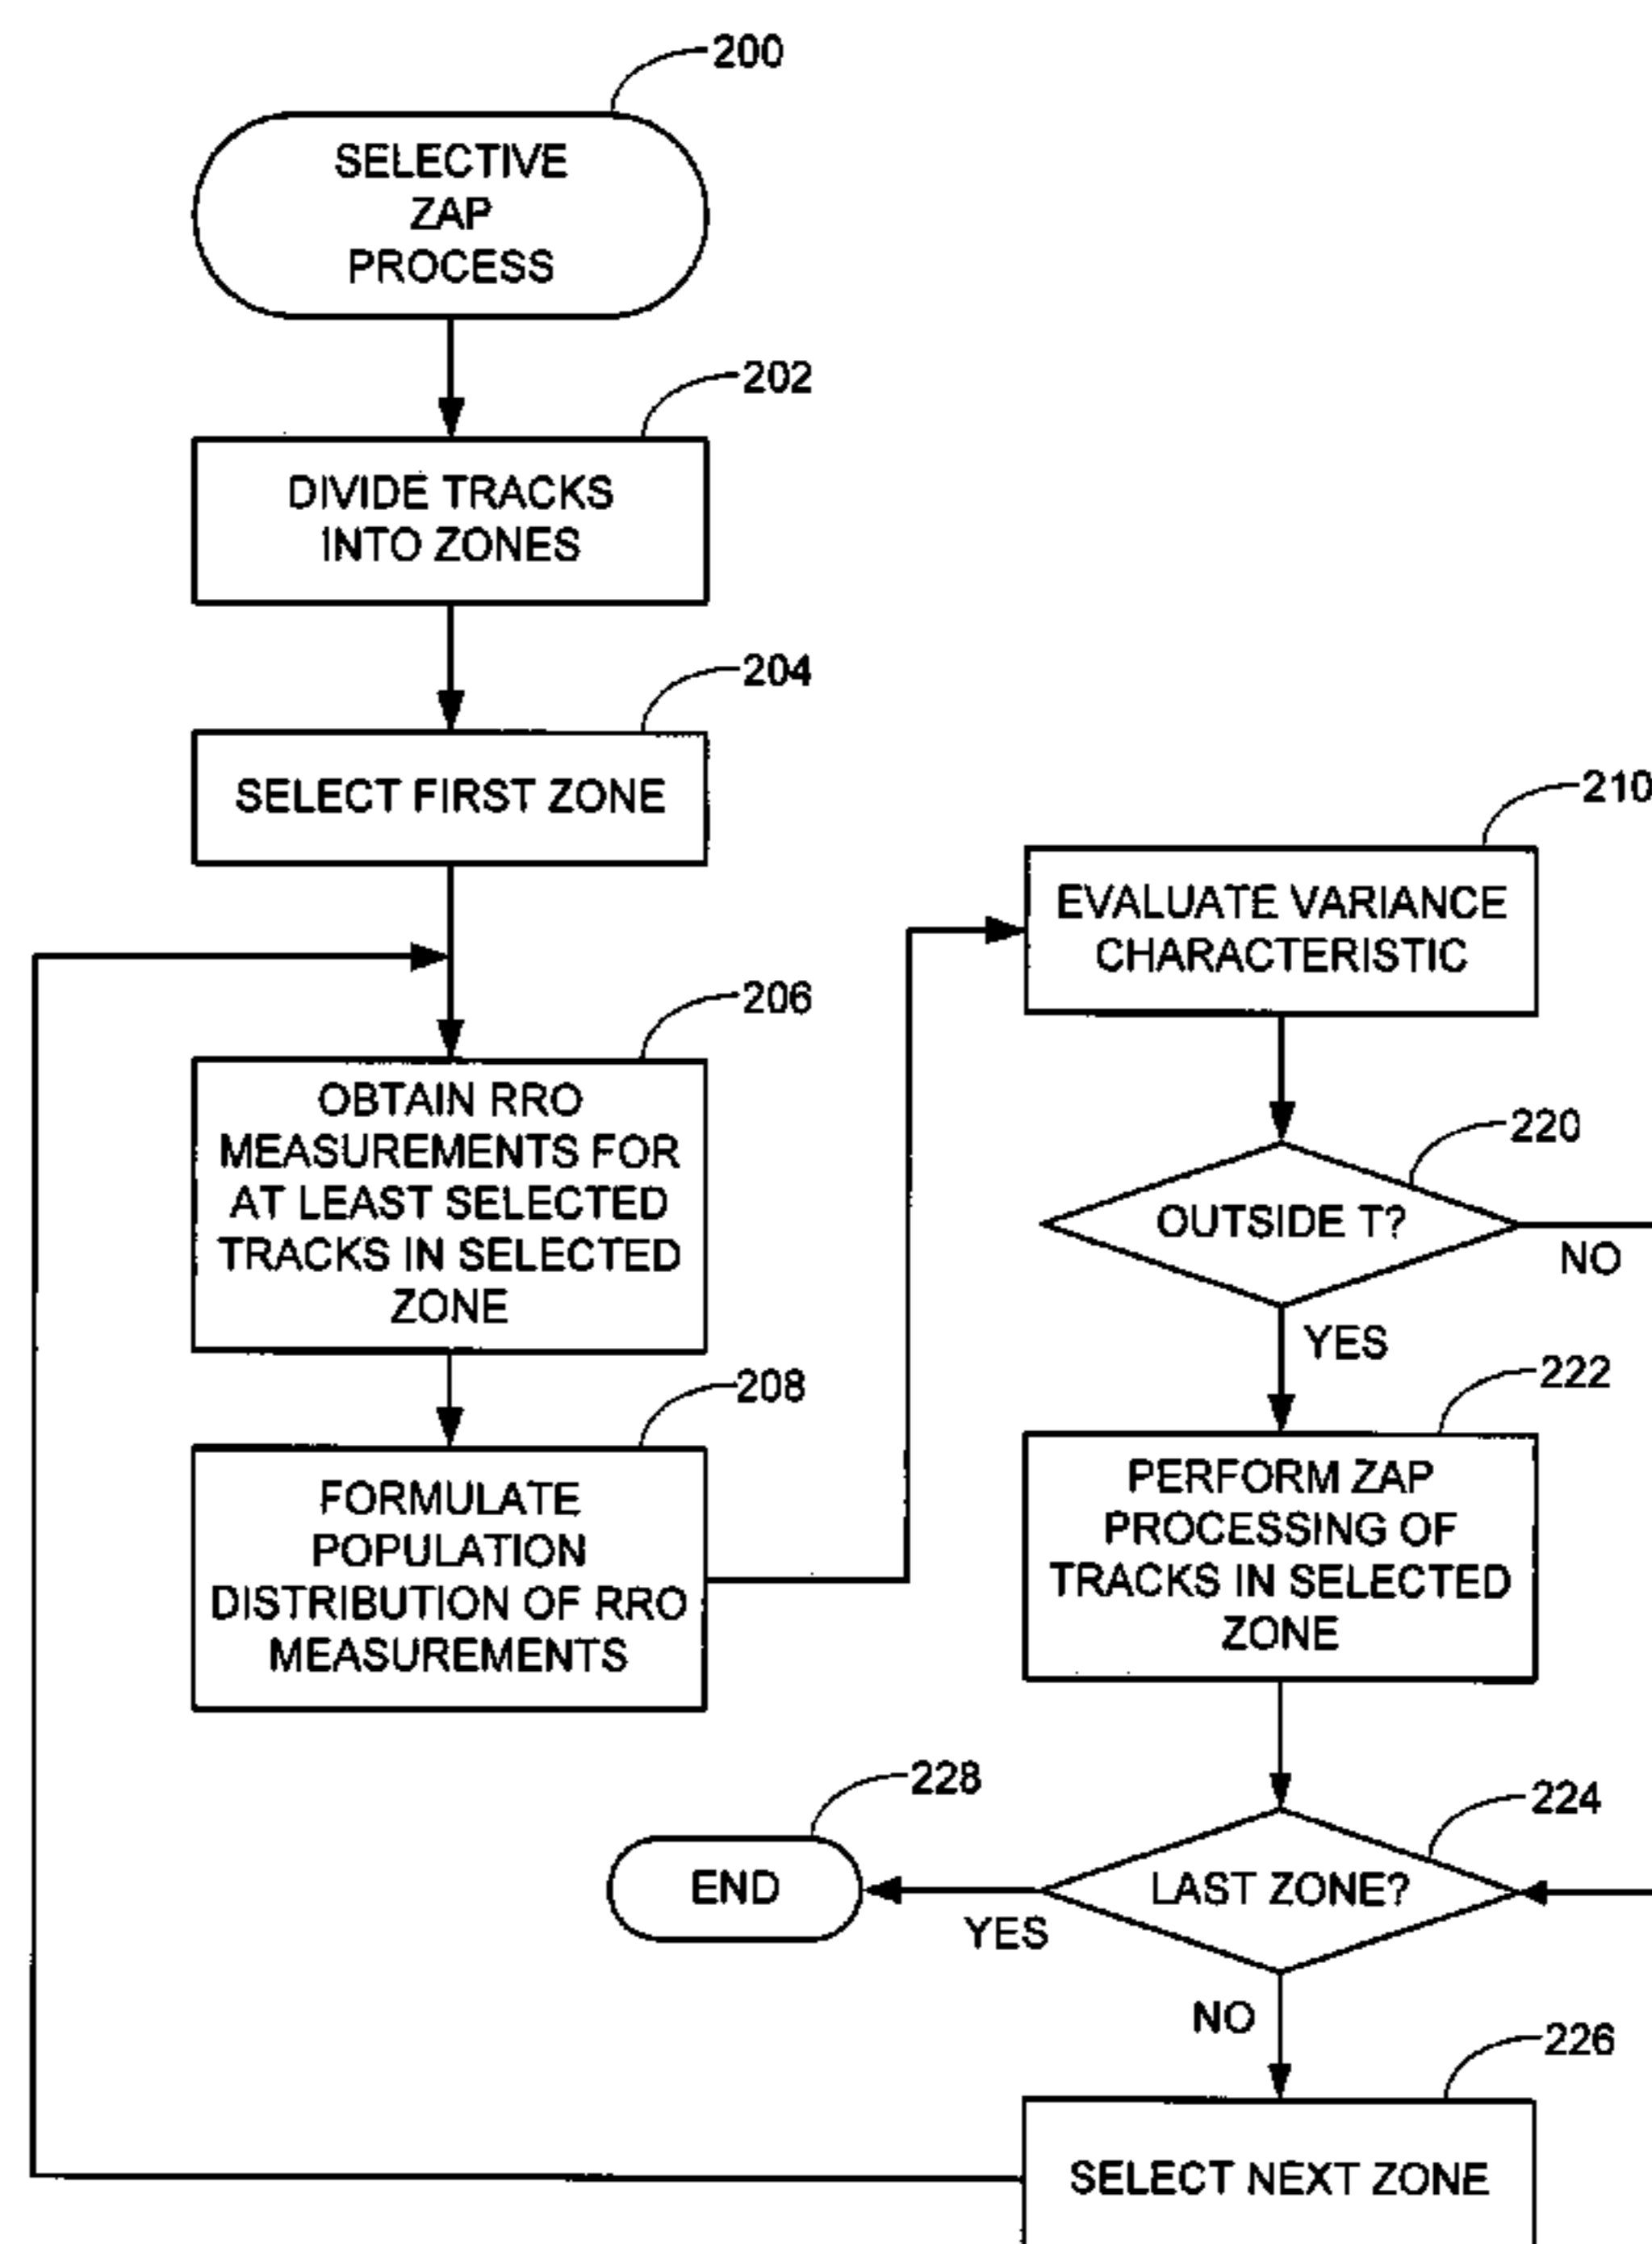 200
SELECTIVE
ZAP
PROCESS
202
DIVIDE TRACKS
INTO ZONES
204
SELECT FIRST ZONE
206
OBTAIN RRO
MEASUREMENTS FOR
AT LEAST SELECTED
TRACKS IN SELECTED
ZONE
208
FORMULATE
POPULATION
DISTRIBUTION OF RRO
MEASUREMENTS
210
EVALUATE VARIANCE
CHARACTERISTIC
220
OUTSIDE T?
NO
YES
222
PERFORM ZAP
PROCESSING OF
TRACKS IN SELECTED
ZONE
224
LAST ZONE?
YES
228
END
NO
226
SELECT NEXT ZONE